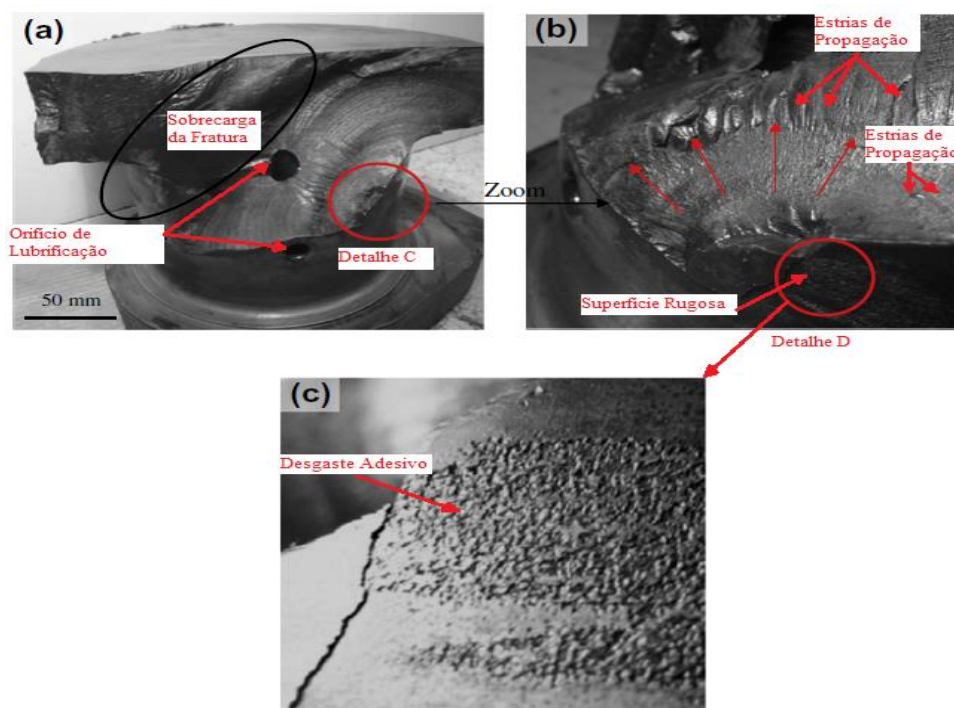 (a)
Sobrecarga
da Fratura
Orifício de
Lubrificação
Detalhe C
50 mm
Zoom
(b)
Estrias de
Propagação
Estrias de
Propagação
Superfície Rugosa
Detalhe D
(c)
Desgaste Adesivo